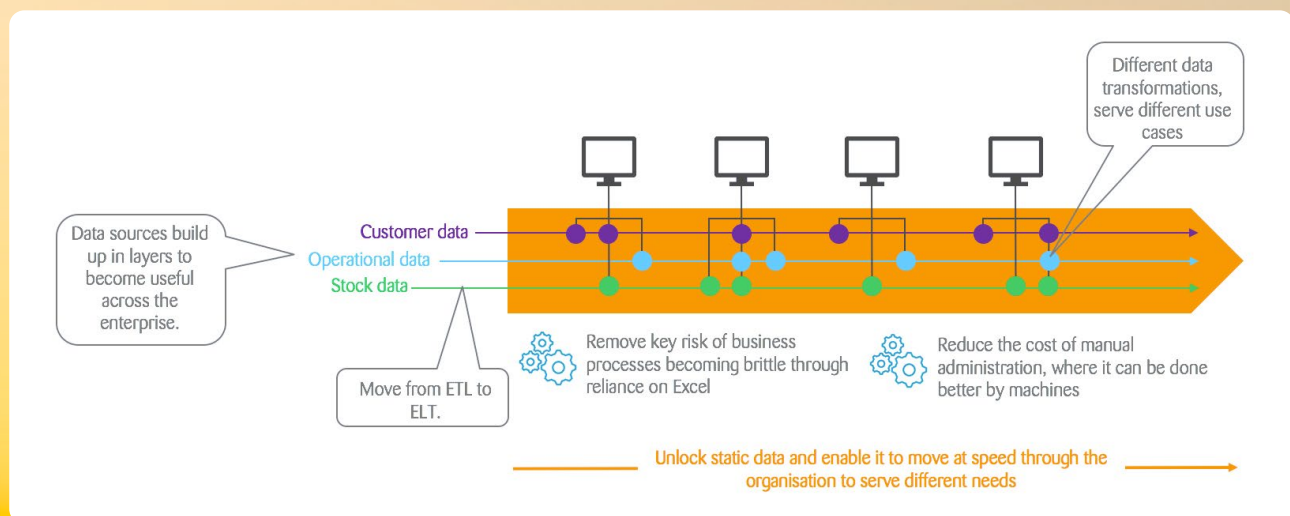 Different data
transformations,
serve different use
cases
Data sources build
up in layers to
become useful
across the
enterprise.
Customer data
Operational data
Stock data
Move from ETL to
ELT.
Remove key risk of business
processes becoming brittle through
reliance on Excel
Reduce the cost of manual
administration, where it can be done
better by machines
Unlock static data and enable it to move at speed through the
organisation to serve different needs